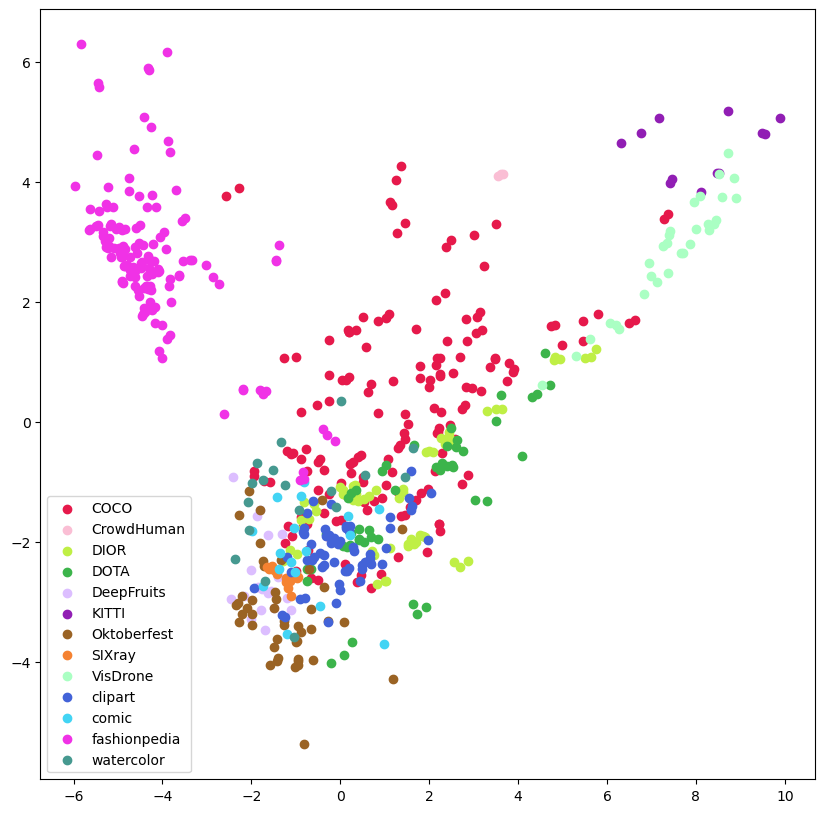 6
4
2
0
−2
−4
COCO
CrowdHuman
DIOR
DOTA
DeepFruits
KITTI
Oktoberfest
SIXray
VisDrone
clipart
comic
fashionpedia
watercolor
−6 −4 −2 0 2 4 6 8 10